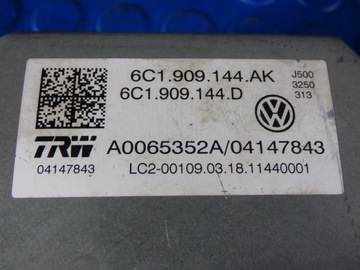 6C1.909.144.AK
6C1.909.144.D
J500
3250
313
TRW
04147843
A0065352A/04147843
LC2-00109.03.18.11440001